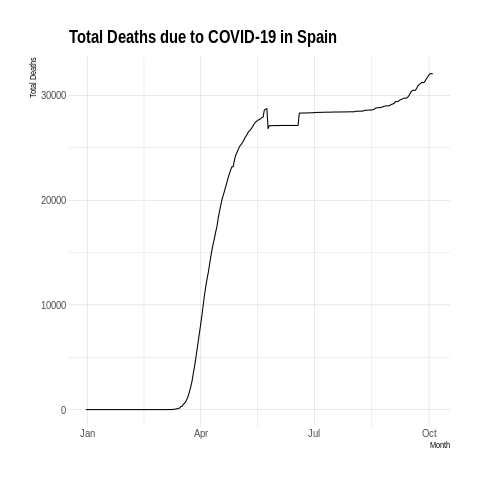 Total Deaths due to COVID-19 in Spain
Total Deaths
30000
20000
10000
0
Jan Apr Jul Oct
Month